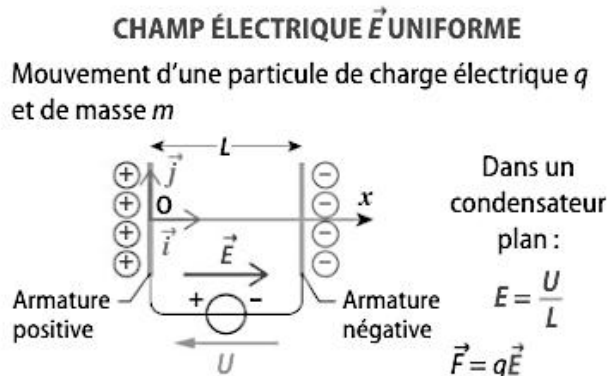 CHAMP ÉLECTRIQUE E⃗ UNIFORME
Mouvement d'une particule de charge électrique q
et de masse m
L
j⃗
O
x
i⃗
E⃗
+ -
U
Armature
positive
Armature
négative
Dans un
condensateur
plan :
E = U/L
F⃗ = qE⃗